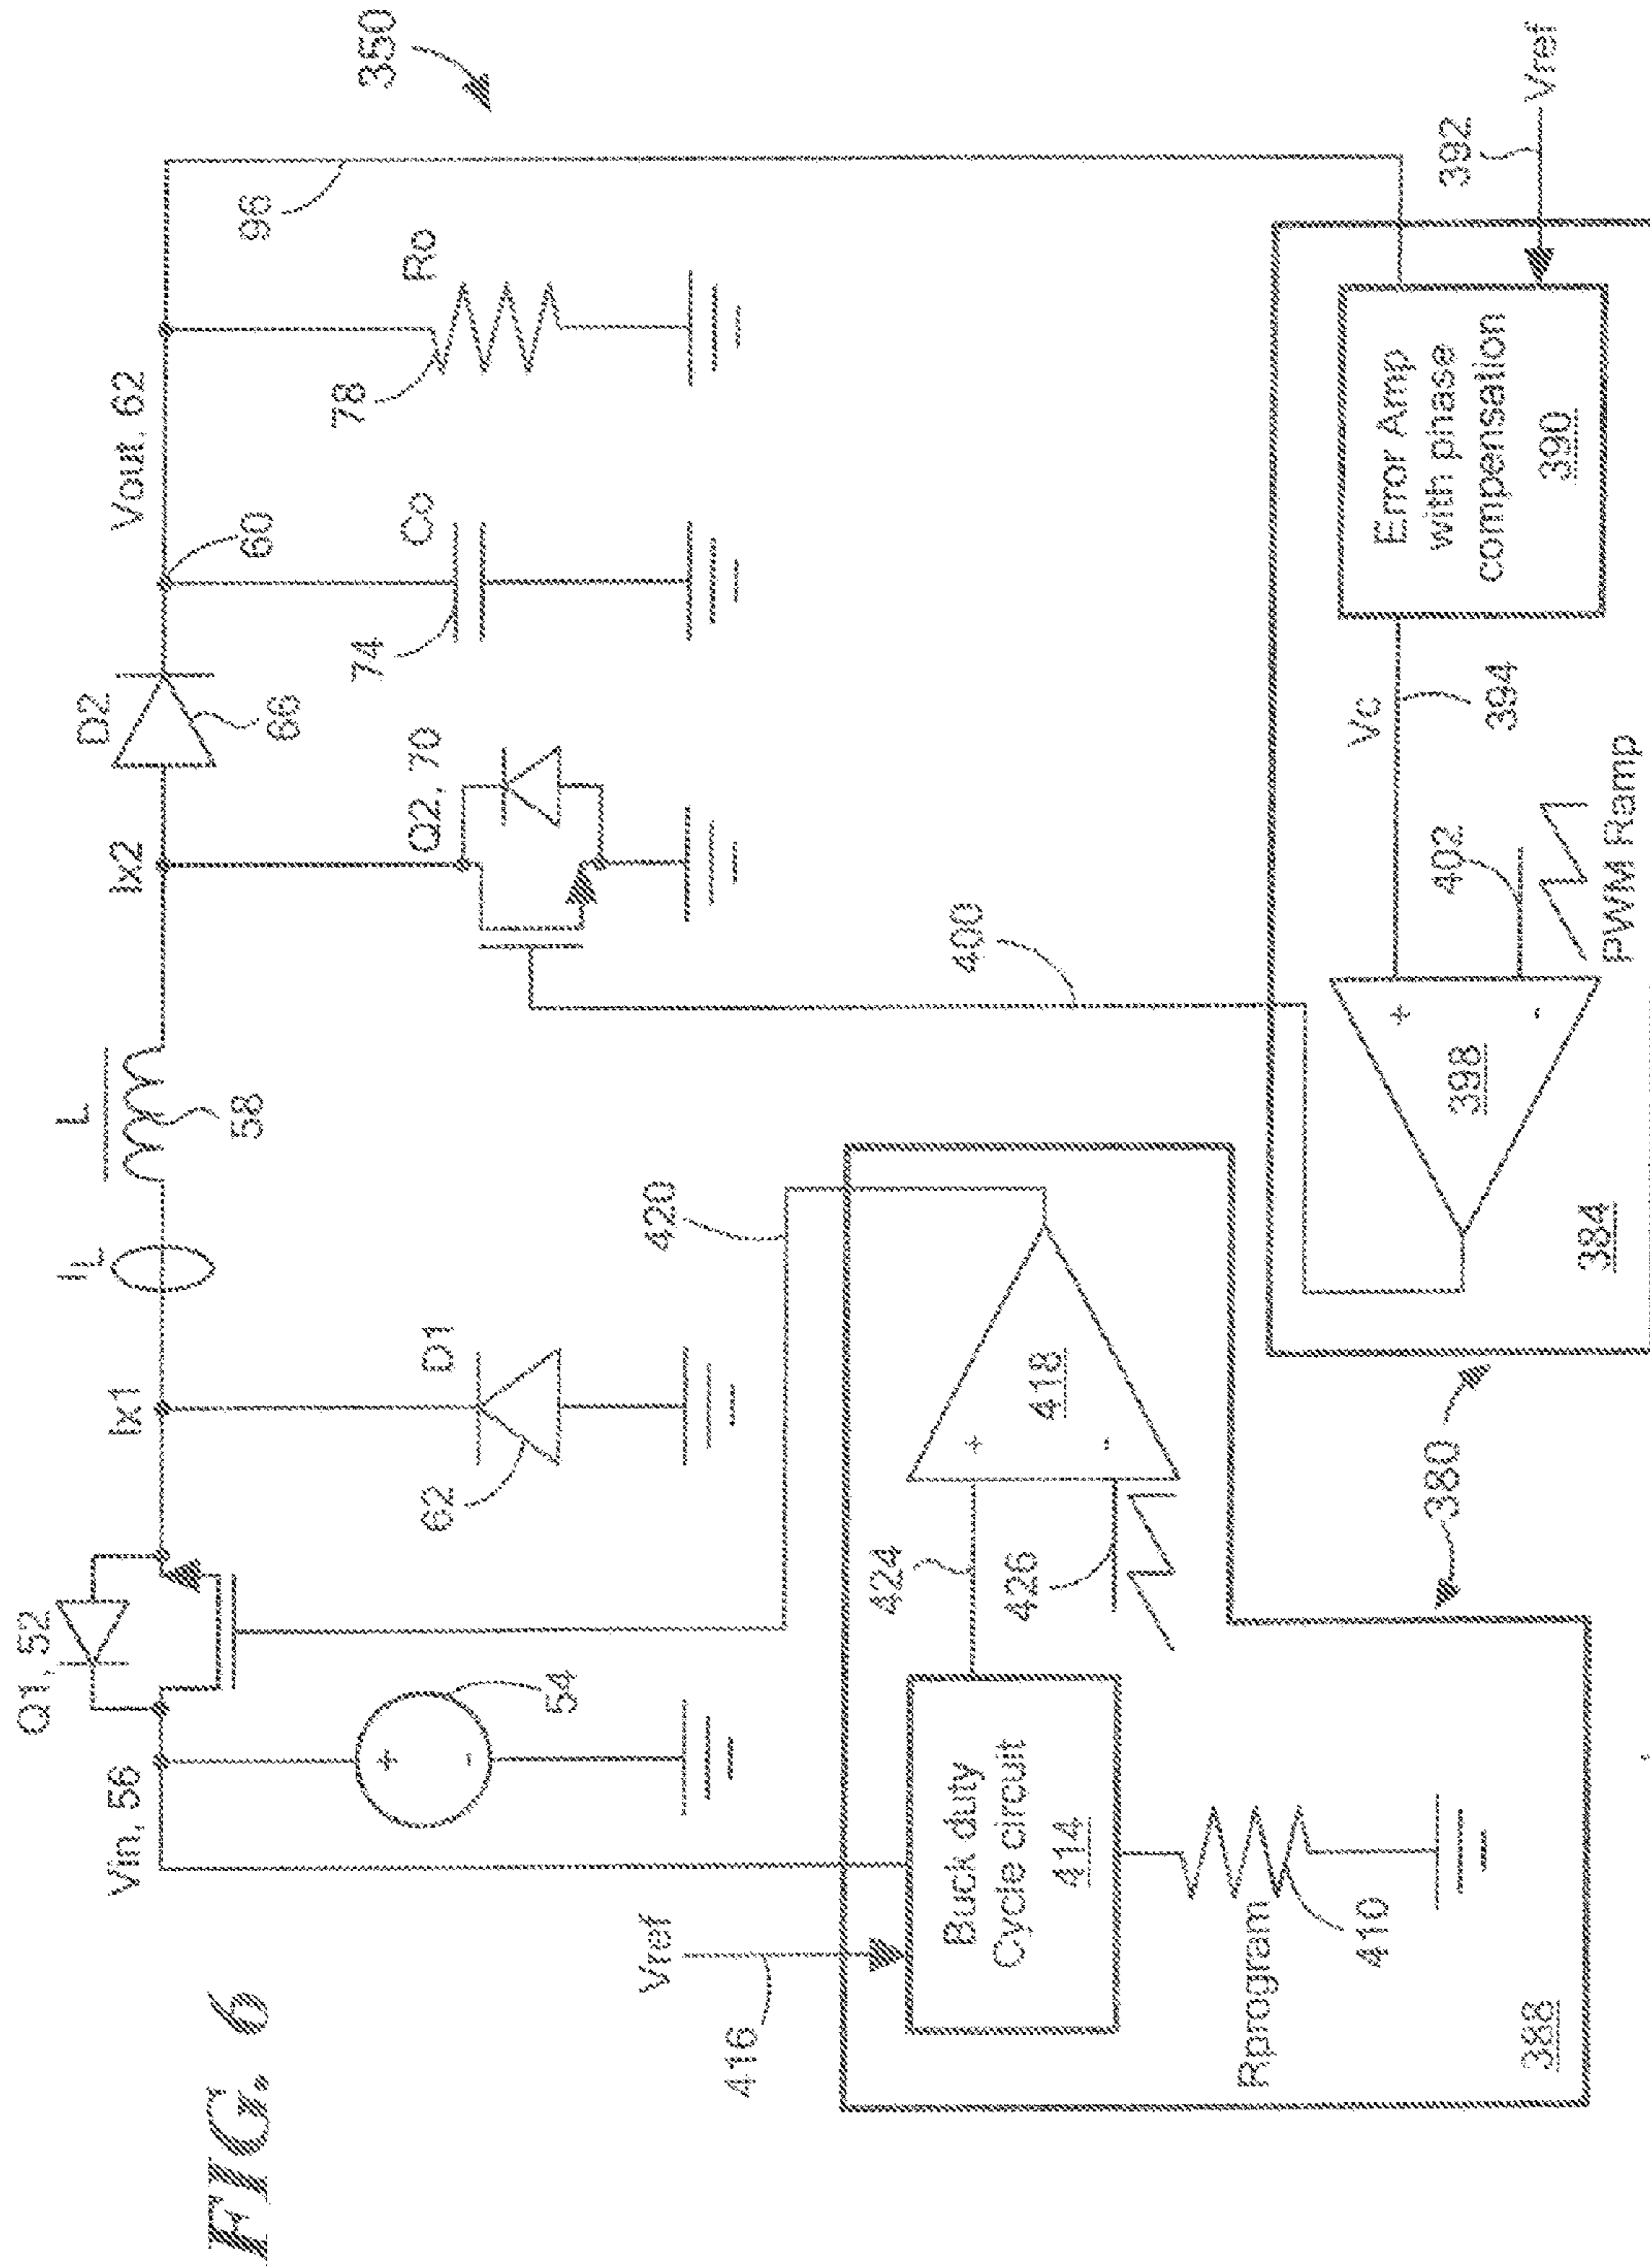 FIG. 6
350
Q1, 52
Vin, 56
54
lx1
D1
62
IL
L
58
lx2
D2
66
Q2, 70
60
Vout, 62
Co
74
Ro
78
96
Vref
416
420
400
Buck duty
Cycle circuit
414
424
426
+
-
+
-
418
Rprogram
410
388
380
384
+
-
398
402
PWM Ramp
Vc
394
Error Amp
with phase
compensation
390
392
Vref